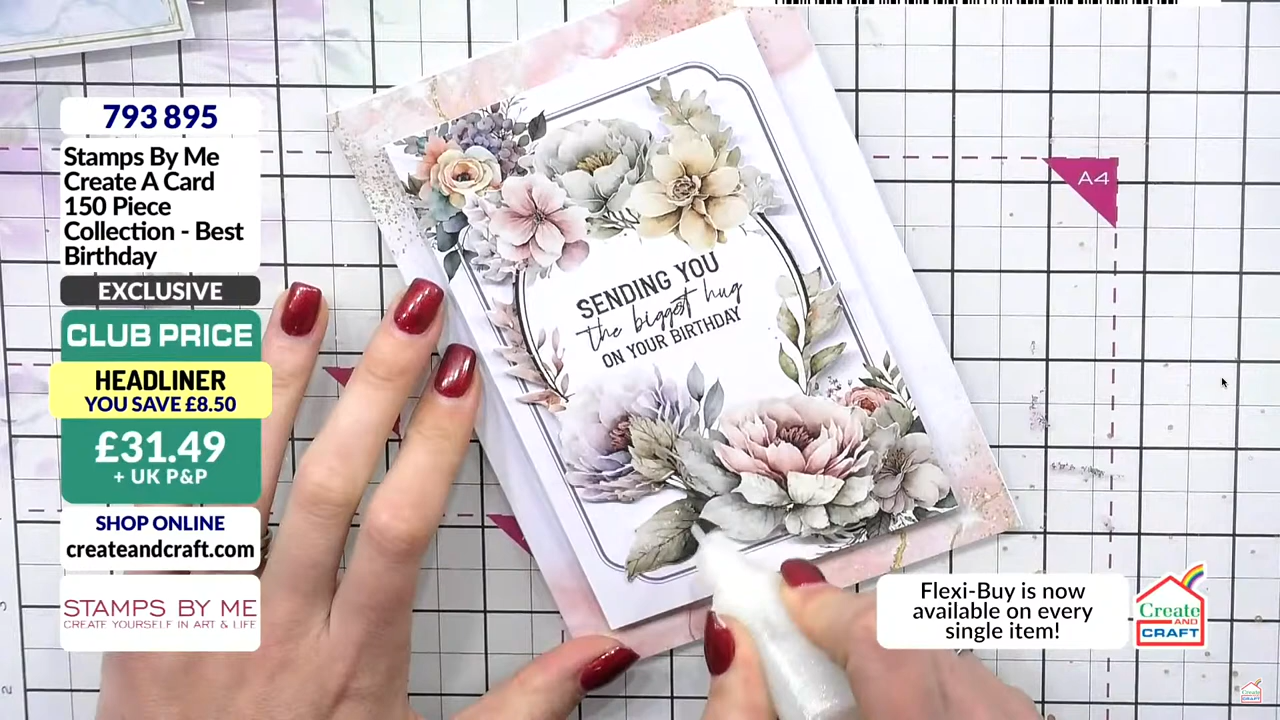 793 895
Stamps By Me
Create A Card
150 Piece
Collection - Best
Birthday
EXCLUSIVE
CLUB PRICE
HEADLINER
YOU SAVE £8.50
£31.49
+ UK P&P
SHOP ONLINE
createandcraft.com
STAMPS BY ME
CREATE YOURSELF IN ART & LIFE
SENDING YOU
the biggest hug
ON YOUR BIRTHDAY
A4
Flexi-Buy is now
available on every
single item!
Create
AND
CRAFT